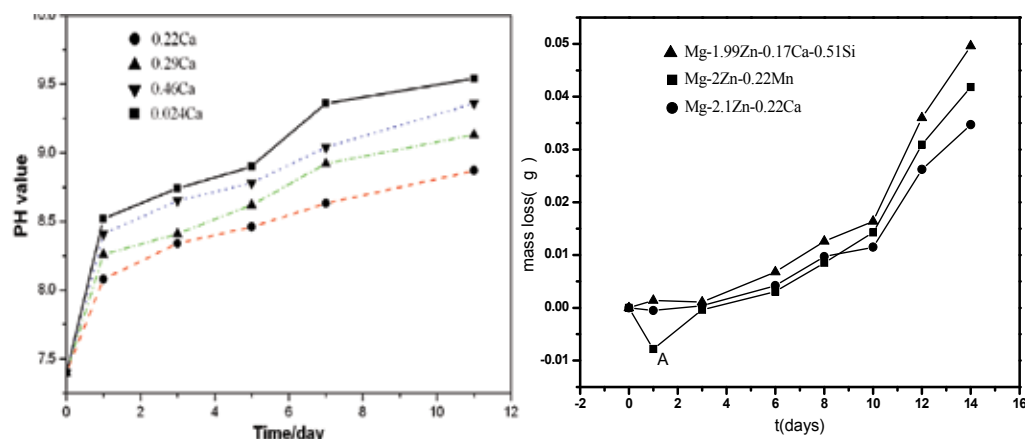 10.0
9.5
9.0
8.5
8.0
7.5
PH value
0.22Ca
0.29Ca
0.46Ca
0.024Ca
0 2 4 6 8 10 12
Time/day
0.05
0.04
0.03
0.02
0.01
0.00
-0.01
mass loss( g)
Mg-1.99Zn-0.17Ca-0.51Si
Mg-2Zn-0.22Mn
Mg-2.1Zn-0.22Ca
A
-2 0 2 4 6 8 10 12 14 16
t(days)